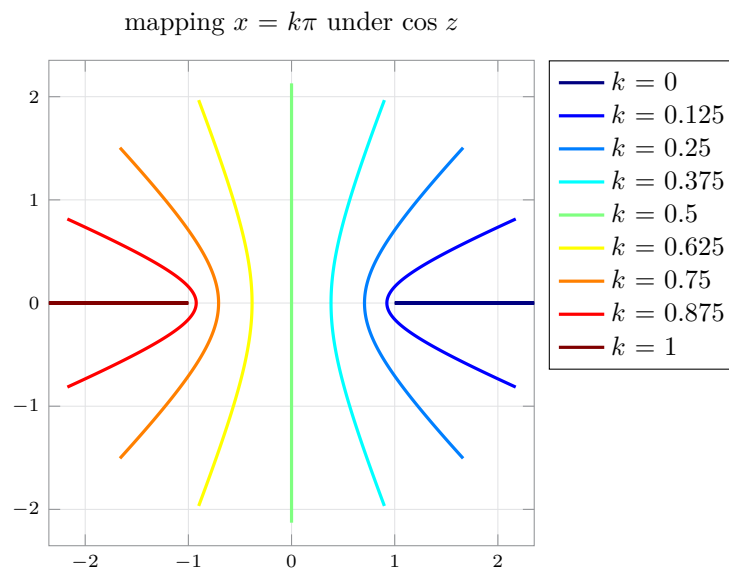 mapping x = kπ under cos z
k = 0
k = 0.125
k = 0.25
k = 0.375
k = 0.5
k = 0.625
k = 0.75
k = 0.875
k = 1
2
1
0
−1
−2
−2 −1 0 1 2